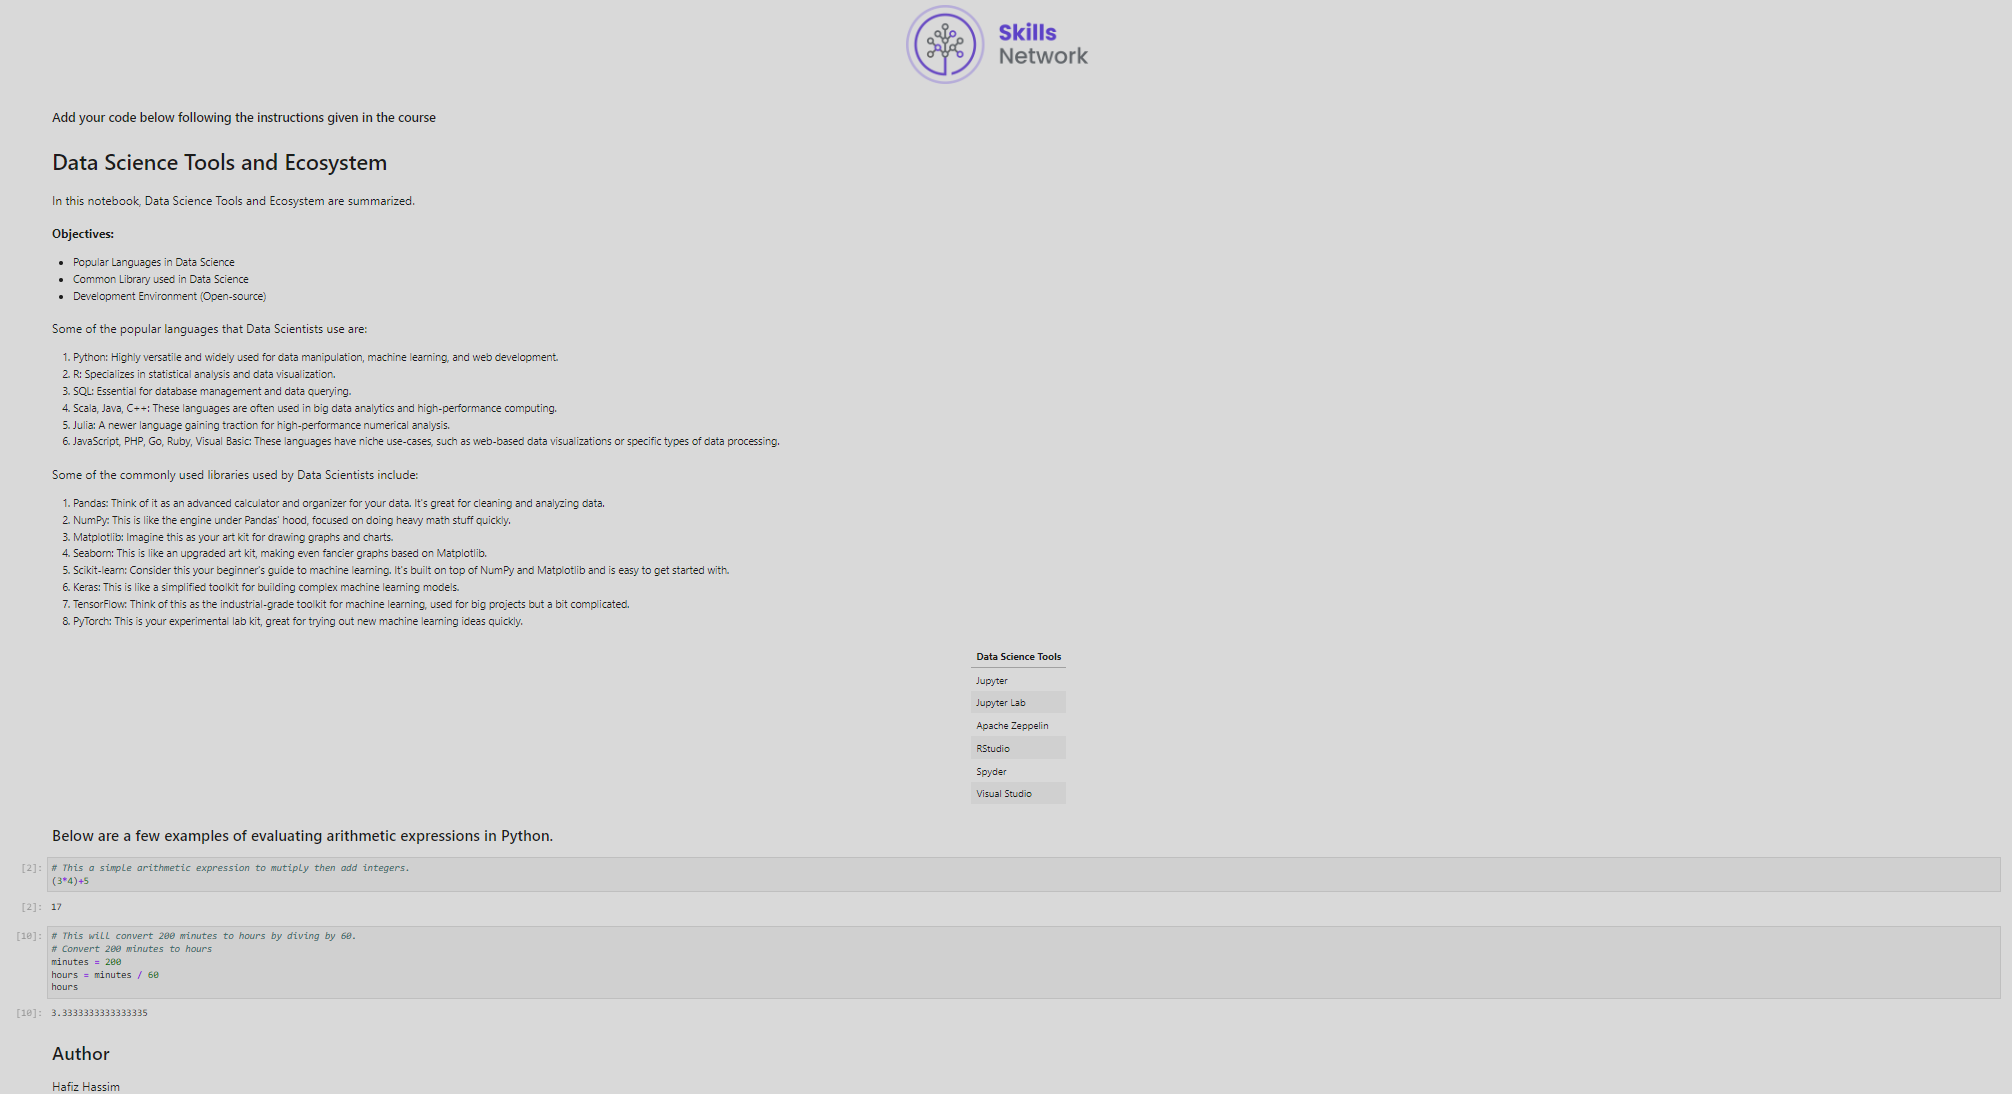 Skills
Network
Add your code below following the instructions given in the course
Data Science Tools and Ecosystem
In this notebook, Data Science Tools and Ecosystem are summarized.
Objectives:
• Popular Languages in Data Science
• Common Library used in Data Science
• Development Environment (Open-source)
Some of the popular languages that Data Scientists use are:
1. Python: Highly versatile and widely used for data manipulation, machine learning, and web development.
2. R: Specializes in statistical analysis and data visualization.
3. SQL: Essential for database management and data querying.
4. Scala, Java, C++: These languages are often used in big data analytics and high-performance computing.
5. Julia: A newer language gaining traction for high-performance numerical analysis.
6. JavaScript, PHP, Go, Ruby, Visual Basic: These languages have niche use-cases, such as web-based data visualizations or specific types of data processing.
Some of the commonly used libraries used by Data Scientists include:
1. Pandas: Think of it as an advanced calculator and organizer for your data. It's great for cleaning and analyzing data.
2. NumPy: This is like the engine under Pandas' hood, focused on doing heavy math stuff quickly.
3. Matplotlib: Imagine this as your art kit for drawing graphs and charts.
4. Seaborn: This is like an upgraded art kit, making even fancier graphs based on Matplotlib.
5. Scikit-learn: Consider this your beginner's guide to machine learning. It's built on top of NumPy and Matplotlib and is easy to get started with.
6. Keras: This is like a simplified toolkit for building complex machine learning models.
7. TensorFlow: Think of this as the industrial-grade toolkit for machine learning, used for big projects but a bit complicated.
8. PyTorch: This is your experimental lab kit, great for trying out new machine learning ideas quickly.
Data Science Tools
Jupyter
Jupyter Lab
Apache Zeppelin
RStudio
Spyder
Visual Studio
Below are a few examples of evaluating arithmetic expressions in Python.
[2]: # This a simple arithmetic expression to mutiply then add integers.
(3*4)+5
[2]: 17
[10]: # This will convert 200 minutes to hours by diving by 60.
# Convert 200 minutes to hours
minutes = 200
hours = minutes / 60
hours
[10]: 3.3333333333333335
Author
Hafiz Hassim